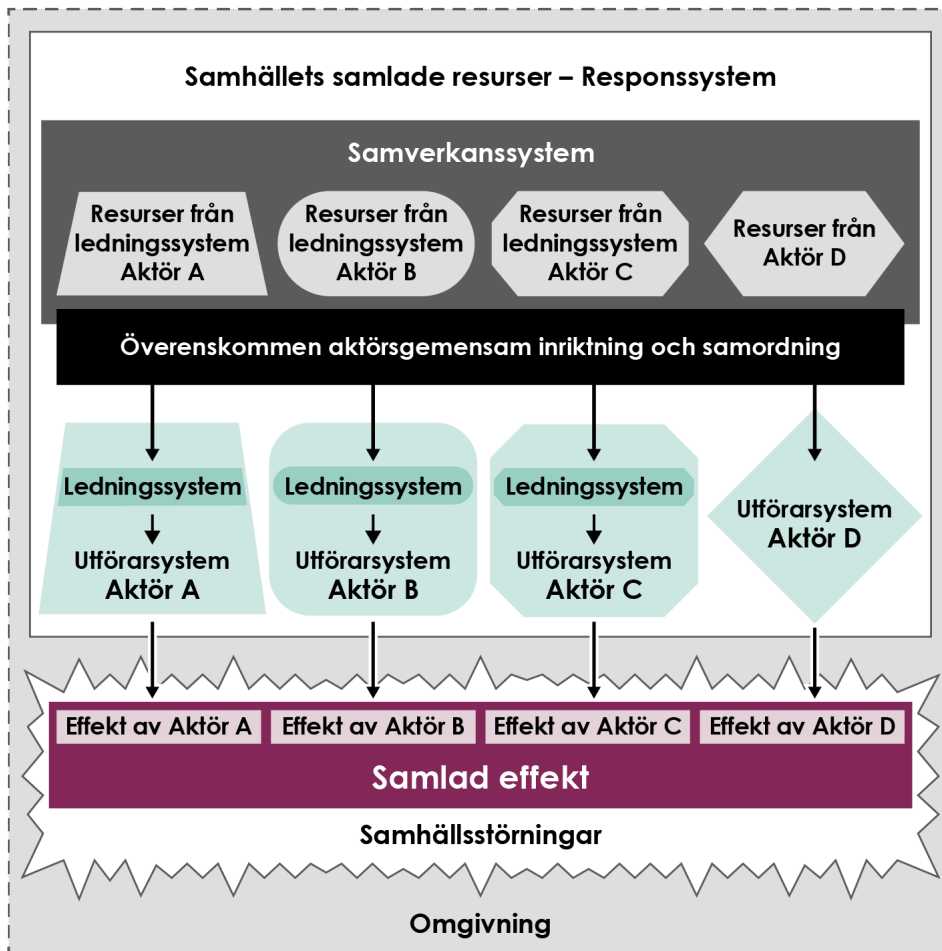 Samhällets samlade resurser – Responssystem
Samverkanssystem
Resurser från
ledningssystem
Aktör A
Resurser från
ledningssystem
Aktör B
Resurser från
ledningssystem
Aktör C
Resurser från
Aktör D
Överenskommen aktörsgemensam inriktning och samordning
Ledningssystem
Utförarsystem
Aktör A
Ledningssystem
Utförarsystem
Aktör B
Ledningssystem
Utförarsystem
Aktör C
Utförarsystem
Aktör D
Effekt av Aktör A
Effekt av Aktör B
Effekt av Aktör C
Effekt av Aktör D
Samlad effekt
Samhällsstörningar
Omgivning